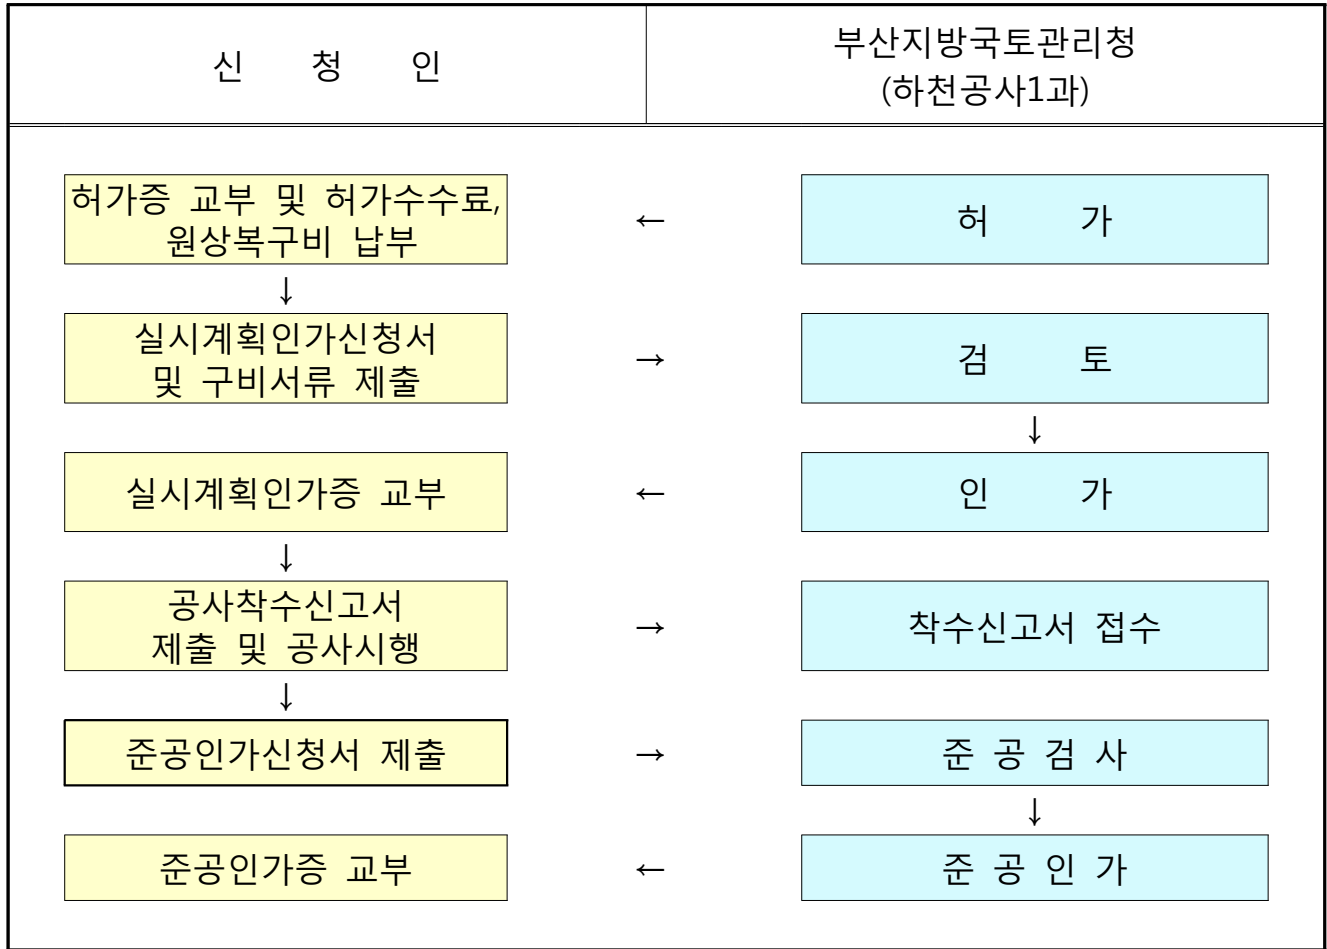 신 청 인
부산지방국토관리청
(하천공사1과)
허가증 교부 및 허가수수료,
원상복구비 납부
←
허 가
↓
실시계획인가신청서
및 구비서류 제출
→
검 토
↓
실시계획인가증 교부
←
인 가
↓
공사착수신고서
제출 및 공사시행
→
착수신고서 접수
↓
준공인가신청서 제출
→
준 공 검 사
↓
준공인가증 교부
←
준 공 인 가